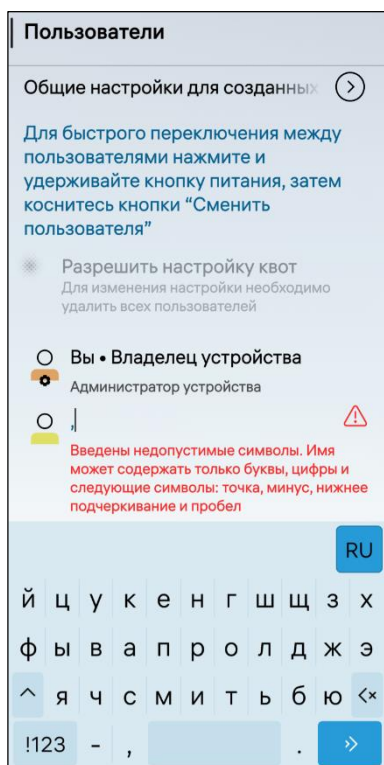 Пользователи
Общие настройки для созданных
Для быстрого переключения между
пользователями нажмите и
удерживайте кнопку питания, затем
коснитесь кнопки “Сменить
пользователя”
Разрешить настройку квот
Для изменения настройки необходимо
удалить всех пользователей
Вы • Владелец устройства
Администратор устройства
,
Введены недопустимые символы. Имя
может содержать только буквы, цифры и
следующие символы: точка, минус, нижнее
подчеркивание и пробел
RU
й ц у к е н г ш щ з х
ф ы в а п р о л д ж э
я ч с м и т ь б ю
!123 - , .